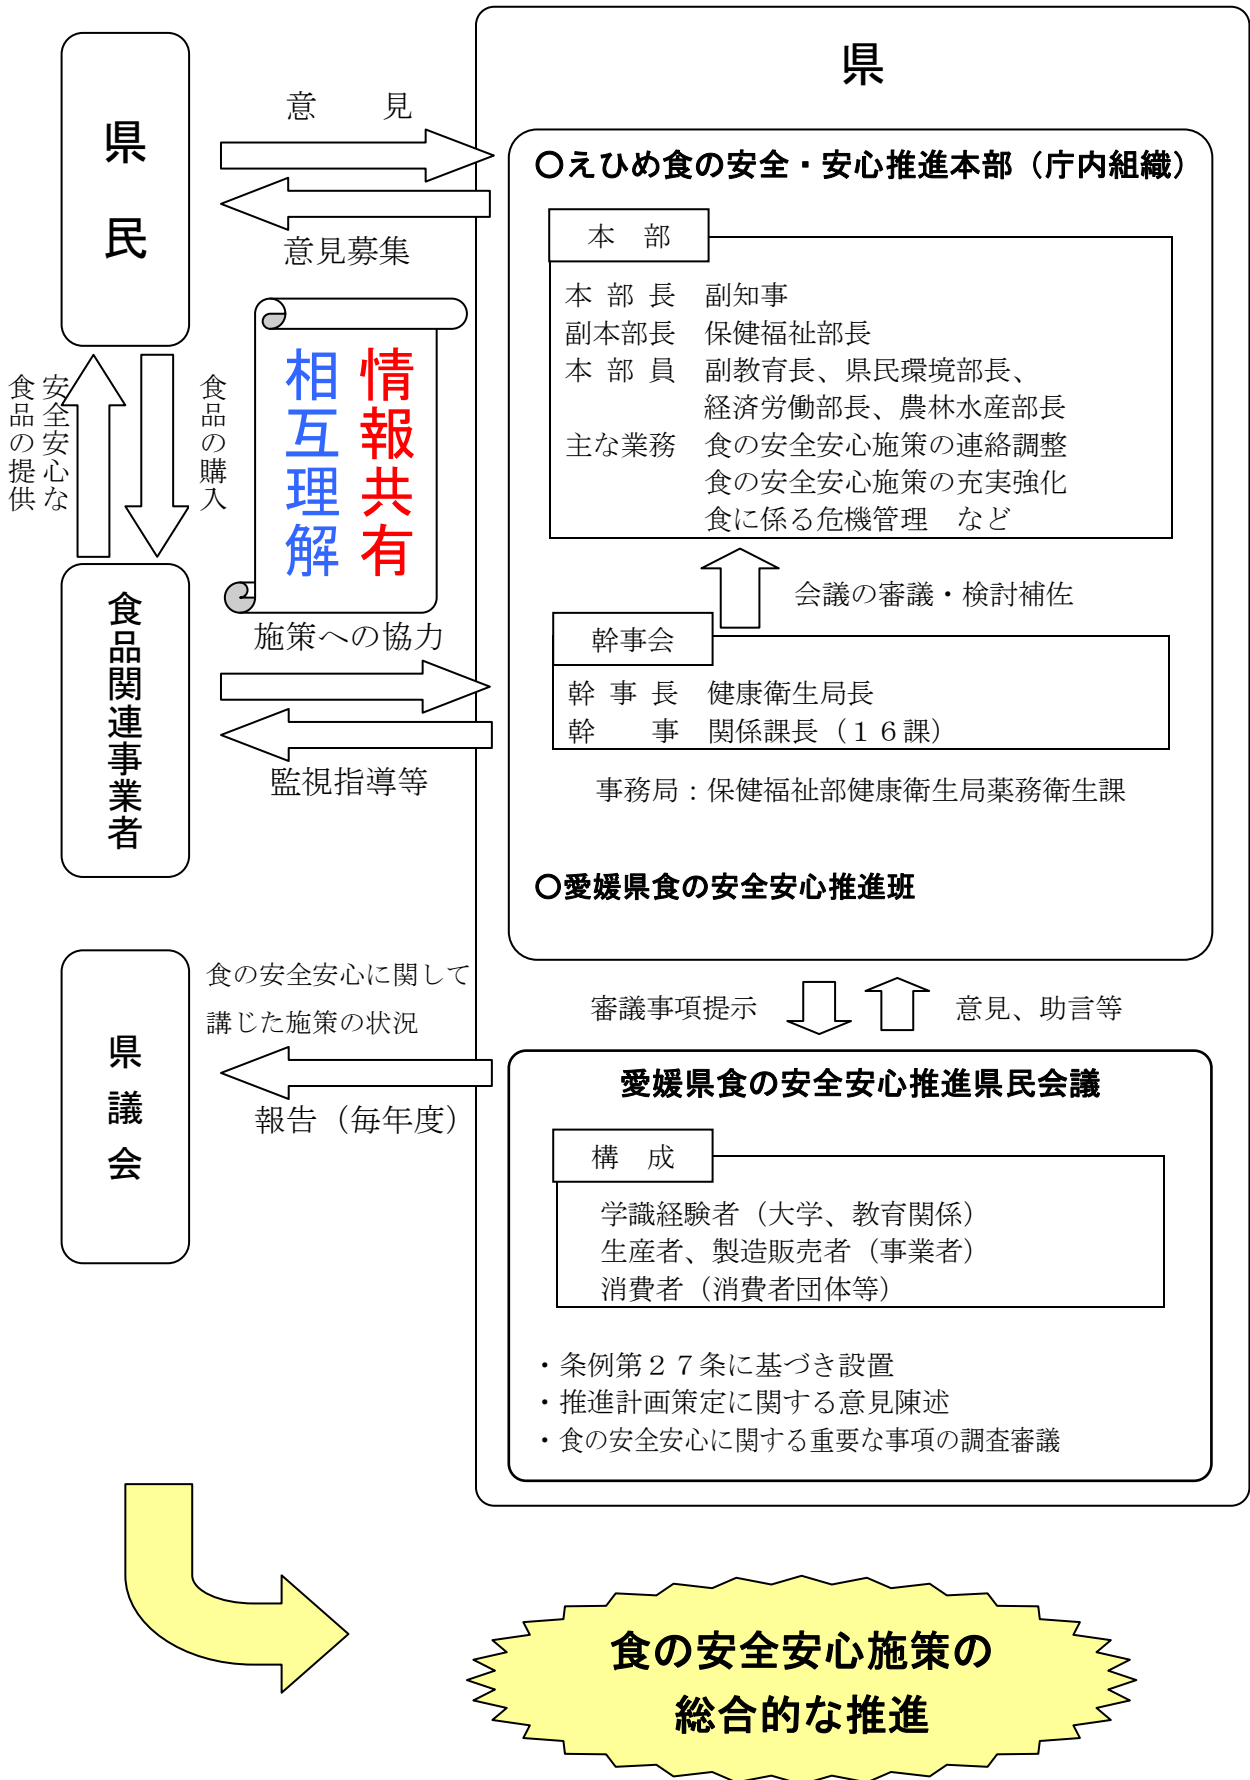 県
県民
意　見
意見募集
〇えひめ食の安全・安心推進本部（庁内組織）
本　部
本 部 長　副知事
副本部長　保健福祉部長
本 部 員　副教育長、県民環境部長、
経済労働部長、農林水産部長
主な業務　食の安全安心施策の連絡調整
食の安全安心施策の充実強化
食に係る危機管理　など
安全安心な
食品の提供
食品の購入
情報共有
相互理解
会議の審議・検討補佐
幹事会
幹 事 長　健康衛生局長
幹　　事　関係課長（１６課）
事務局：保健福祉部健康衛生局薬務衛生課
食品関連事業者
施策への協力
監視指導等
〇愛媛県食の安全安心推進班
県議会
食の安全安心に関して
講じた施策の状況
報告（毎年度）
審議事項提示
意見、助言等
愛媛県食の安全安心推進県民会議
構　成
学識経験者（大学、教育関係）
生産者、製造販売者（事業者）
消費者（消費者団体等）
・条例第２７条に基づき設置
・推進計画策定に関する意見陳述
・食の安全安心に関する重要な事項の調査審議
食の安全安心施策の
総合的な推進